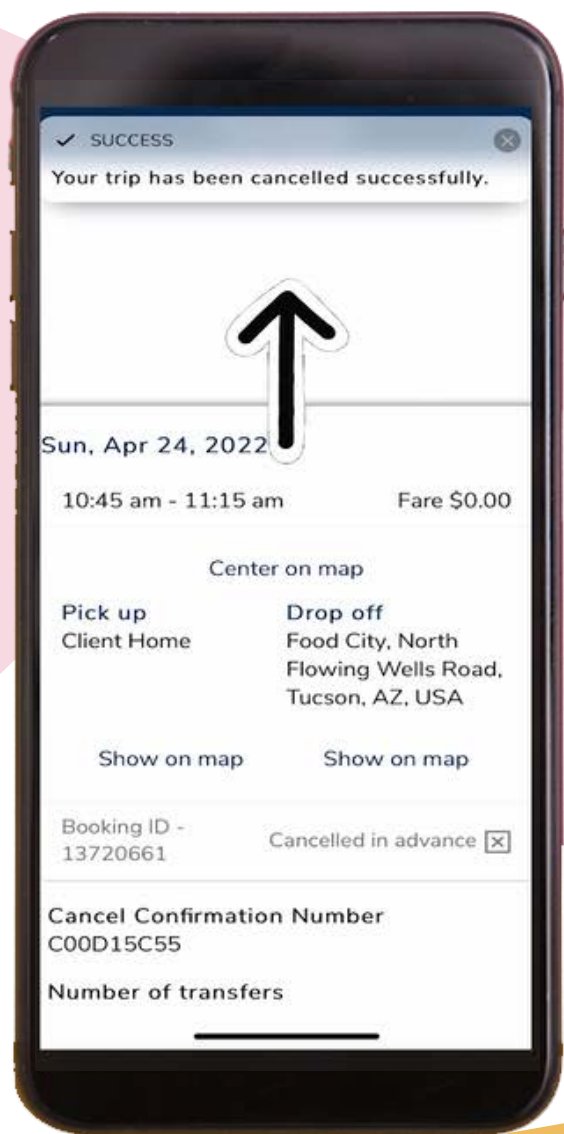 SUCCESS
Your trip has been cancelled successfully.
Sun, Apr 24, 2022
10:45 am - 11:15 am Fare $0.00
Center on map
Pick up Drop off
Client Home Food City, North
Flowing Wells Road,
Tucson, AZ, USA
Show on map Show on map
Booking ID -
13720661 Cancelled in advance
Cancel Confirmation Number
C00D15C55
Number of transfers